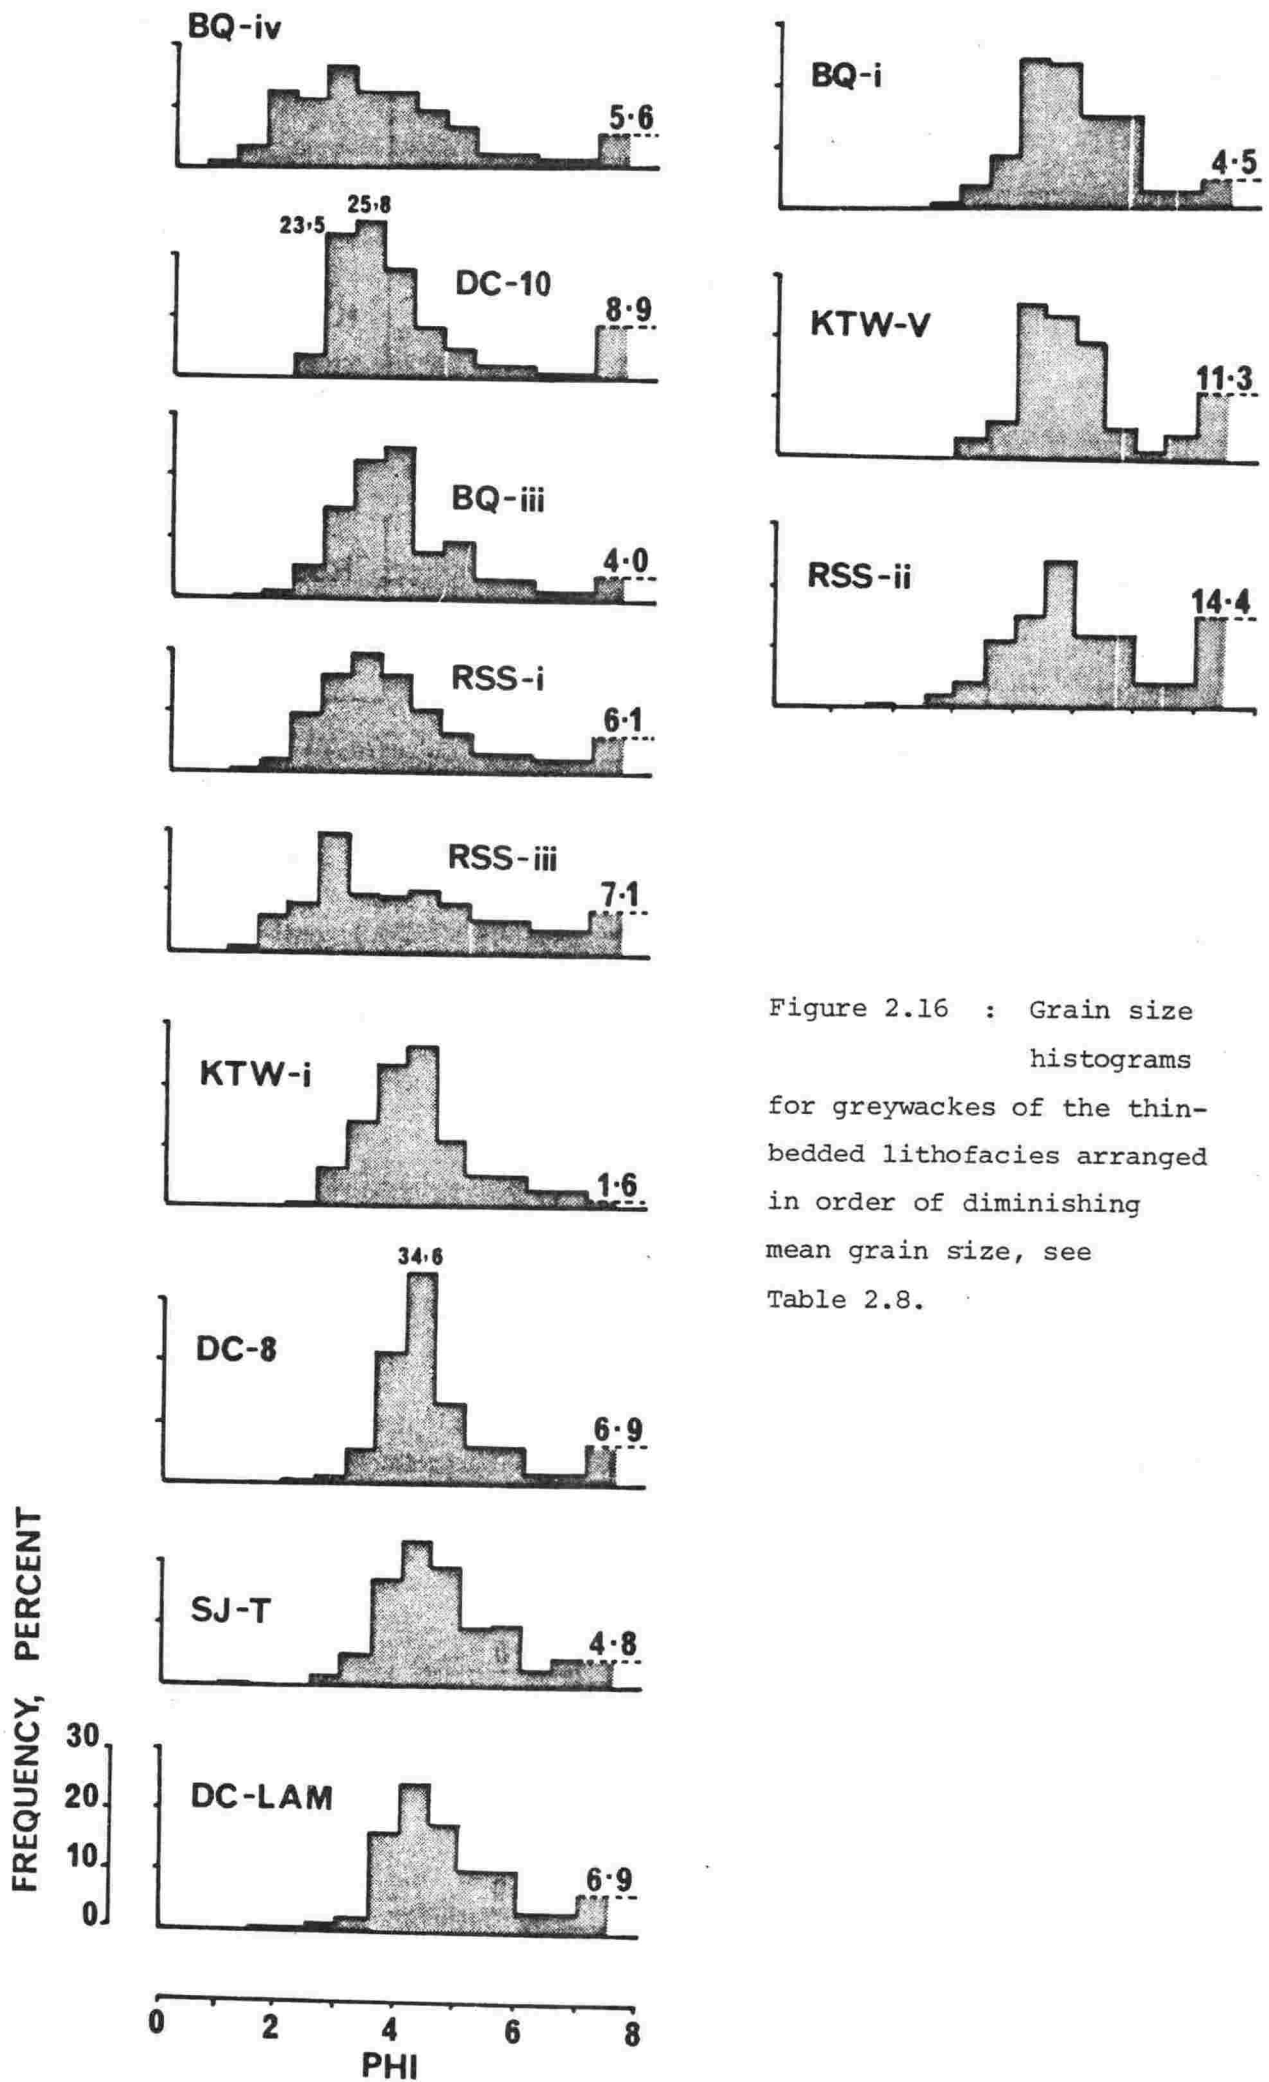 BQ-iv
5·6
25,8
23,5
DC-10
8·9
BQ-iii
4·0
RSS-i
6·1
RSS-iii
7·1
KTW-i
1·6
34,6
DC-8
6·9
SJ-T
4·8
DC-LAM
6·9
FREQUENCY, PERCENT
30
20
10
0
0 2 4 6 8
PHI
BQ-i
4·5
KTW-V
11·3
RSS-ii
14·4
Figure 2.16 : Grain size
histograms
for greywackes of the thin-
bedded lithofacies arranged
in order of diminishing
mean grain size, see
Table 2.8.